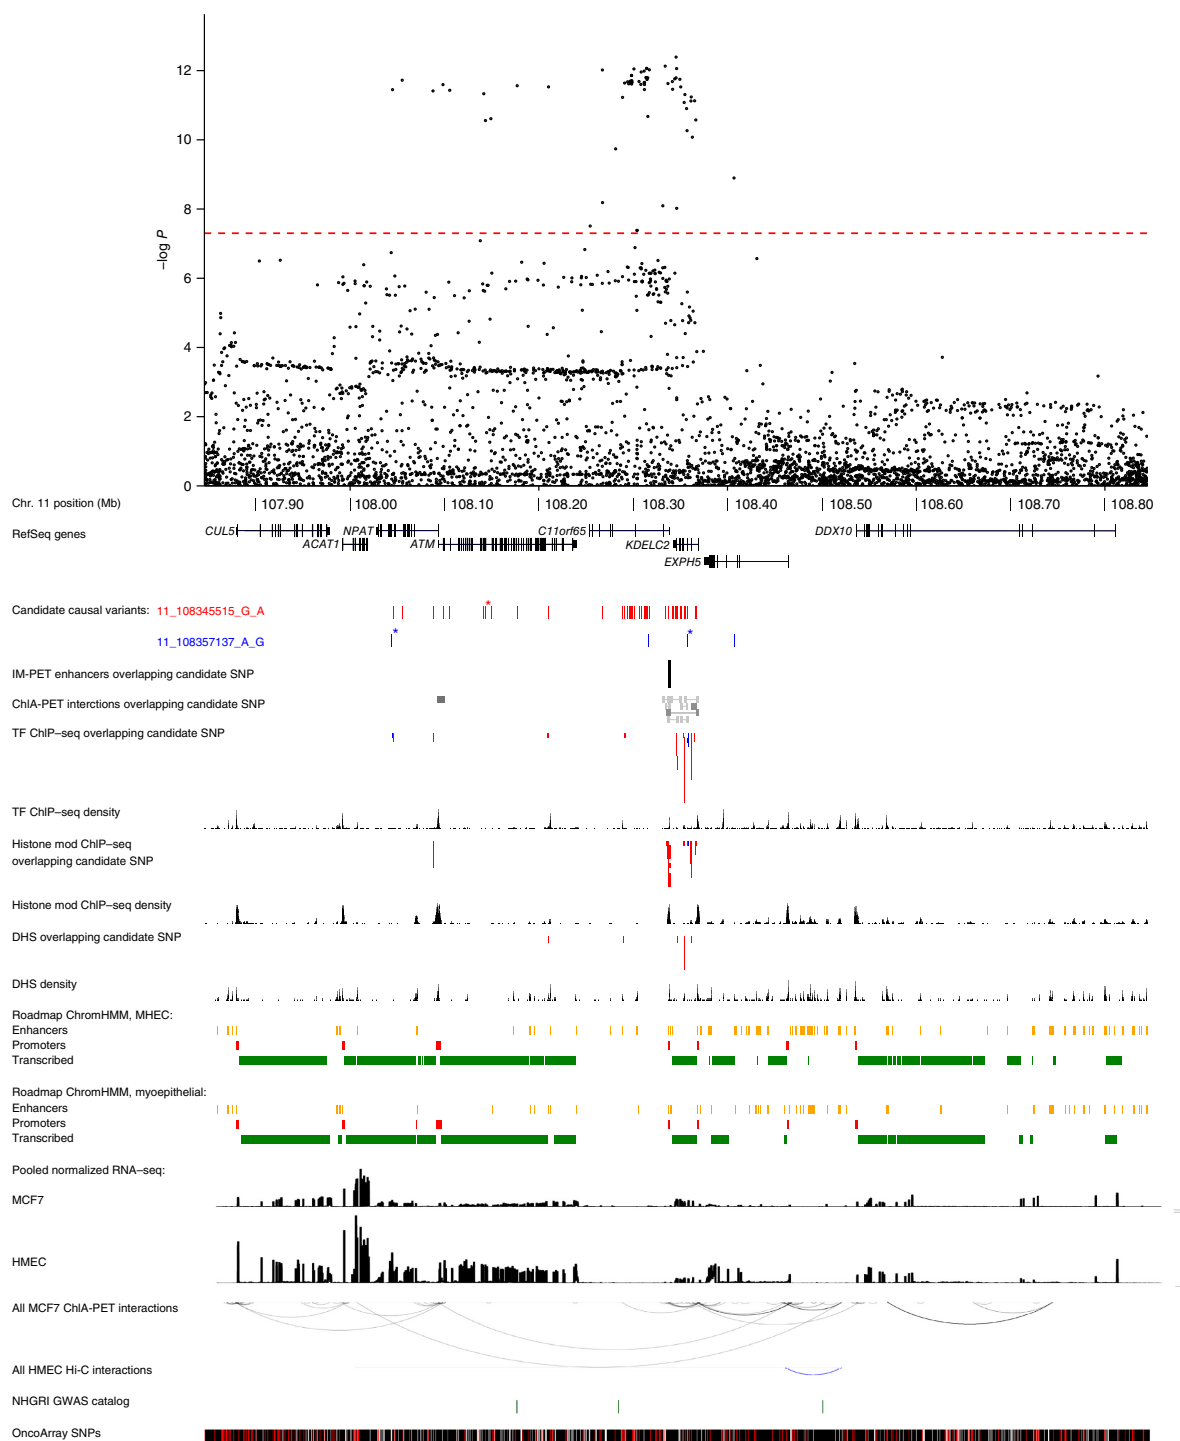 12
10
8
6
4
2
0
−log P
Chr. 11 position (Mb)
107.90 108.00 108.10 108.20 108.30 108.40 108.50 108.60 108.70 108.80
RefSeq genes
CUL5 NPAT C11orf65 DDX10
ACAT1 ATM KDELC2
EXPH5
Candidate causal variants: 11_108345515_G_A
*
11_108357137_A_G
* *
IM-PET enhancers overlapping candidate SNP
ChIA-PET interctions overlapping candidate SNP
TF ChIP−seq overlapping candidate SNP
TF ChIP−seq density
Histone mod ChIP−seq
overlapping candidate SNP
Histone mod ChIP−seq density
DHS overlapping candidate SNP
DHS density
Roadmap ChromHMM, MHEC:
Enhancers
Promoters
Transcribed
Roadmap ChromHMM, myoepithelial:
Enhancers
Promoters
Transcribed
Pooled normalized RNA−seq:
MCF7
HMEC
All MCF7 ChIA-PET interactions
All HMEC Hi-C interactions
NHGRI GWAS catalog
OncoArray SNPs